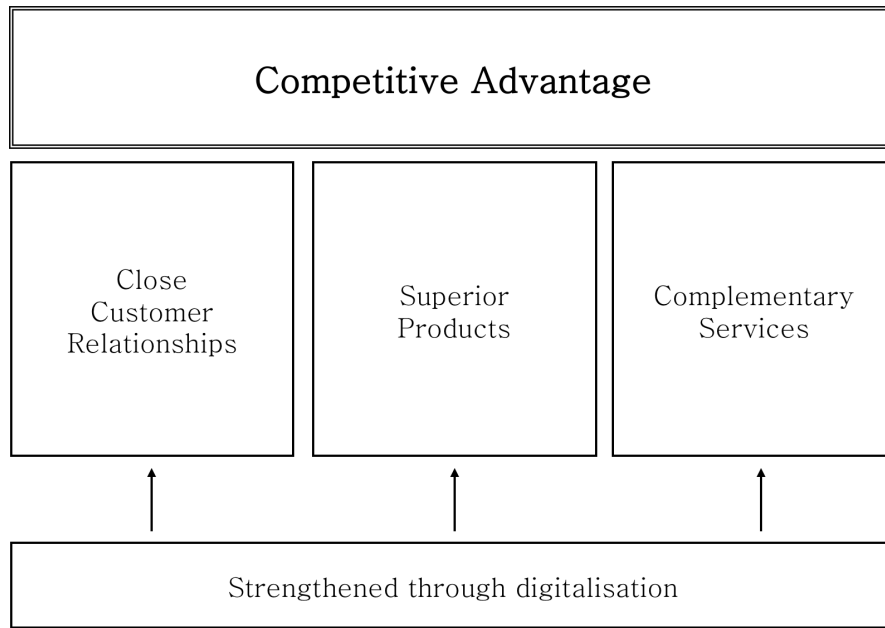 Competitive Advantage
Close
Customer
Relationships
Superior
Products
Complementary
Services
Strengthened through digitalisation